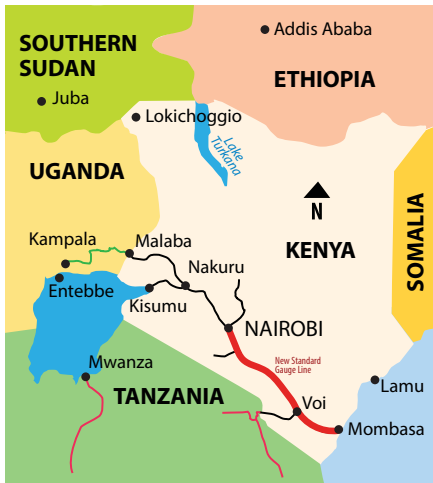 SOUTHERN
SUDAN
Addis Ababa
ETHIOPIA
Juba
Lokichoggio
Lake
Turkana
UGANDA
SOMALIA
N
Kampala
Malaba
KENYA
Nakuru
Entebbe
Kisumu
NAIROBI
New Standard
Gauge Line
Mwanza
Lamu
TANZANIA
Voi
Mombasa